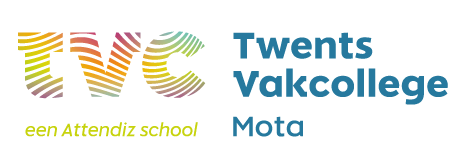 TVC
een Attendiz school
Twents
Vakcollege
Mota